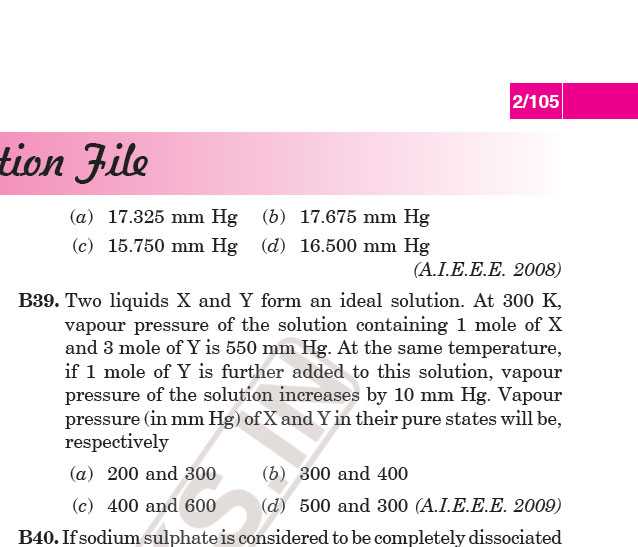 2/105
tion File
(a) 17.325 mm Hg (b) 17.675 mm Hg
(c) 15.750 mm Hg (d) 16.500 mm Hg
(A.I.E.E.E. 2008)
B39. Two liquids X and Y form an ideal solution. At 300 K,
vapour pressure of the solution containing 1 mole of X
and 3 mole of Y is 550 mm Hg. At the same temperature,
if 1 mole of Y is further added to this solution, vapour
pressure of the solution increases by 10 mm Hg. Vapour
pressure (in mm Hg) of X and Y in their pure states will be,
respectively
(a) 200 and 300 (b) 300 and 400
(c) 400 and 600 (d) 500 and 300 (A.I.E.E.E. 2009)
B40. If sodium sulphate is considered to be completely dissociated
S.IN